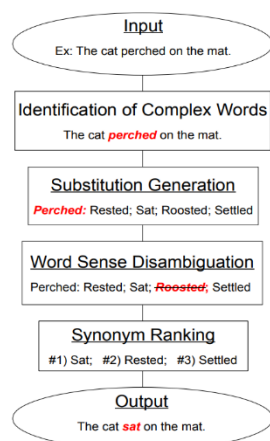 Input
Ex: The cat perched on the mat.
Identification of Complex Words
The cat perched on the mat.
Substitution Generation
Perched: Rested; Sat; Roosted; Settled
Word Sense Disambiguation
Perched: Rested; Sat; Roosted; Settled
Synonym Ranking
#1) Sat; #2) Rested; #3) Settled
Output
The cat sat on the mat.